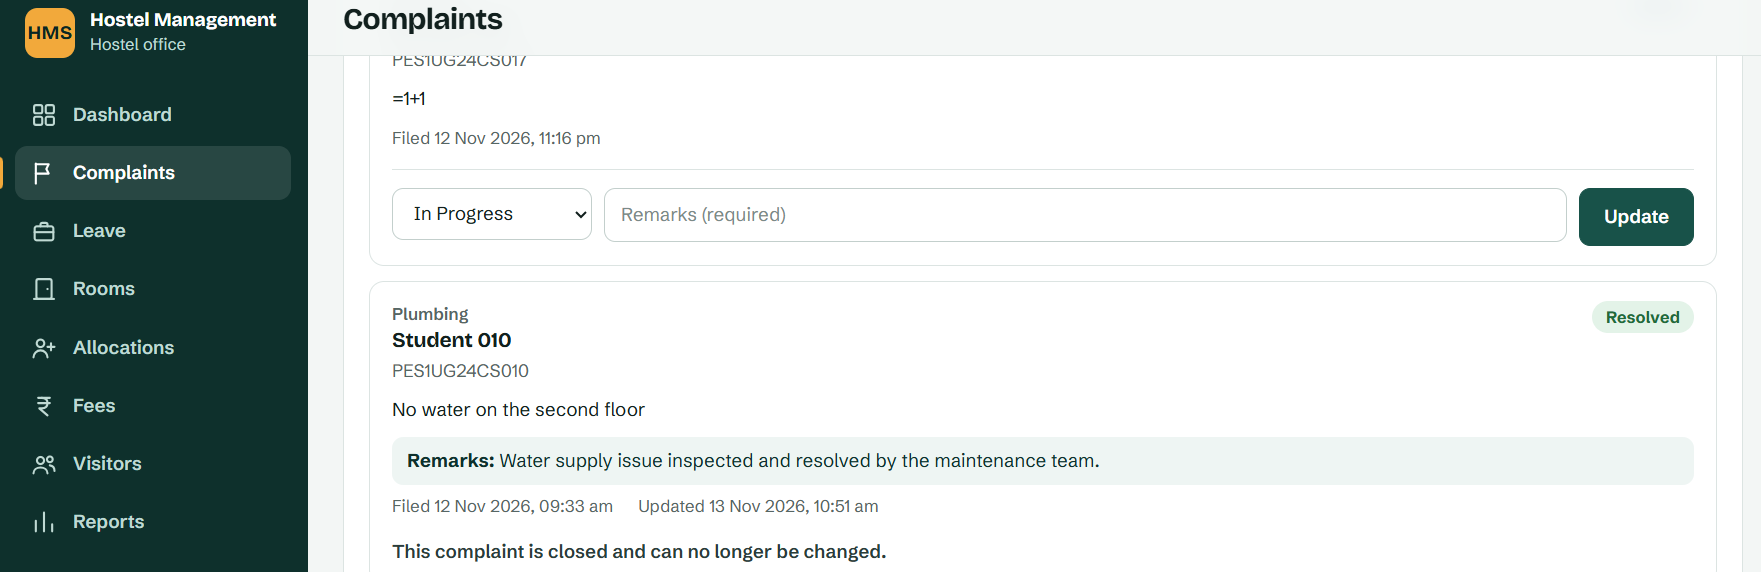 HMS
Hostel Management
Hostel office
Dashboard
Complaints
Leave
Rooms
Allocations
Fees
Visitors
Reports
Complaints
PES1UG24CS017
=1+1
Filed 12 Nov 2026, 11:16 pm
In Progress
Remarks (required)
Update
Plumbing
Resolved
Student 010
PES1UG24CS010
No water on the second floor
Remarks: Water supply issue inspected and resolved by the maintenance team.
Filed 12 Nov 2026, 09:33 am Updated 13 Nov 2026, 10:51 am
This complaint is closed and can no longer be changed.